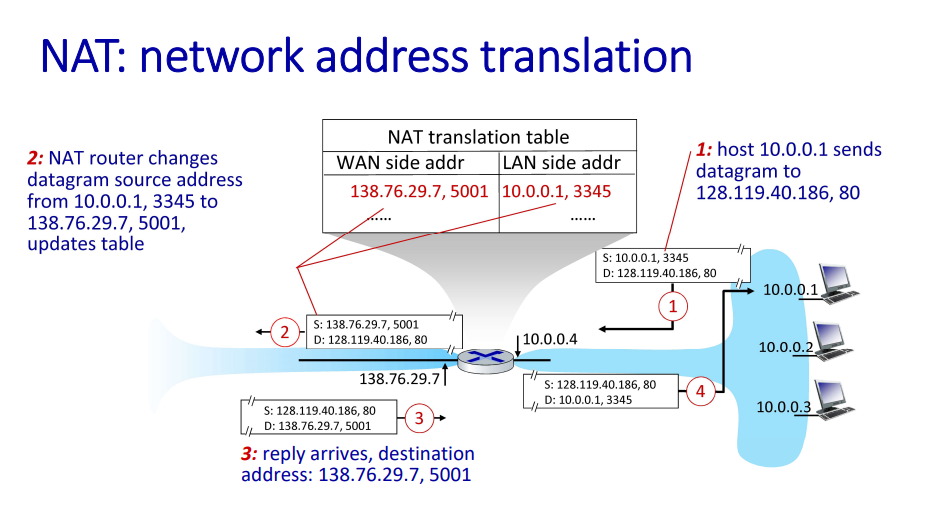 NAT: network address translation
NAT translation table
WAN side addr LAN side addr
138.76.29.7, 5001 10.0.0.1, 3345
…… ……
2: NAT router changes
datagram source address
from 10.0.0.1, 3345 to
138.76.29.7, 5001,
updates table
1: host 10.0.0.1 sends
datagram to
128.119.40.186, 80
S: 10.0.0.1, 3345
D: 128.119.40.186, 80
1
10.0.0.1
2
S: 138.76.29.7, 5001
D: 128.119.40.186, 80
10.0.0.4
10.0.0.2
138.76.29.7
S: 128.119.40.186, 80
D: 10.0.0.1, 3345
4
10.0.0.3
S: 128.119.40.186, 80
D: 138.76.29.7, 5001
3
3: reply arrives, destination
address: 138.76.29.7, 5001